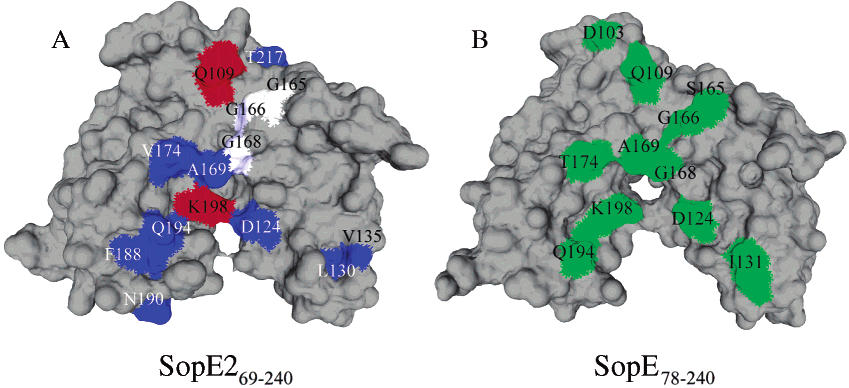 A
Q109
T217
G165
G166
G168
V174
A169
K198
Q194
D124
V135
F188
L130
N190
SopE2 69-240
B
D103
Q109
S165
G166
A169
T174
G168
K198
D124
Q194
I131
SopE 78-240